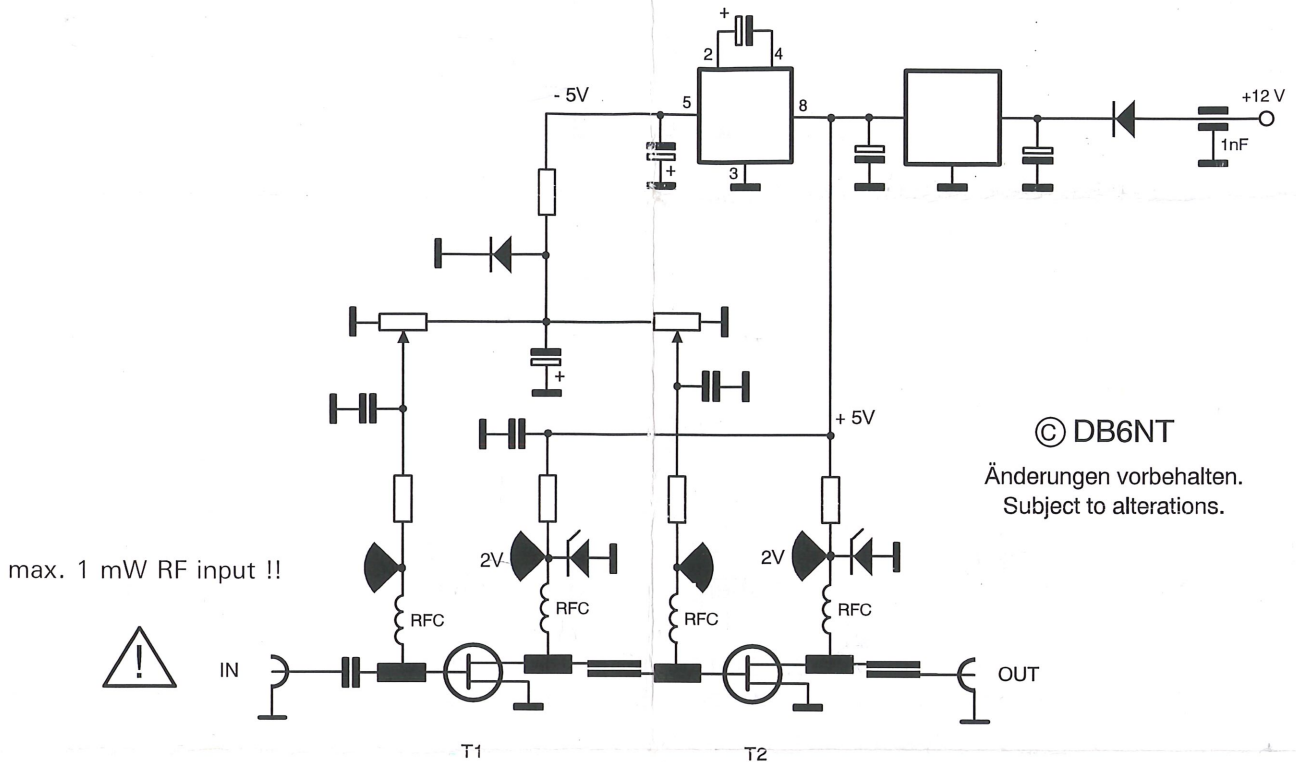 +
2
4
- 5V
5
8
+12 V
1nF
3
+
+
+ 5V
© DB6NT
Änderungen vorbehalten.
Subject to alterations.
max. 1 mW RF input !!
2V
2V
RFC
RFC
RFC
RFC
!
IN
OUT
T1
T2